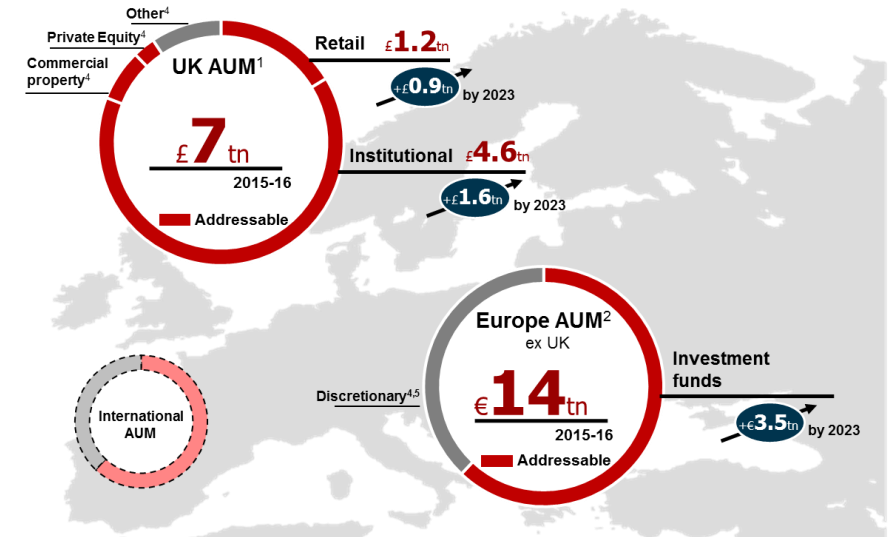 Other4
Private Equity4
Commercial
property4
UK AUM1
£7tn
2015-16
Addressable
Retail £1.2tn
+£0.9tn by 2023
Institutional £4.6tn
+£1.6tn by 2023
Europe AUM2
ex UK
€14tn
2015-16
Addressable
Discretionary4,5
Investment
funds
+€3.5tn by 2023
International
AUM